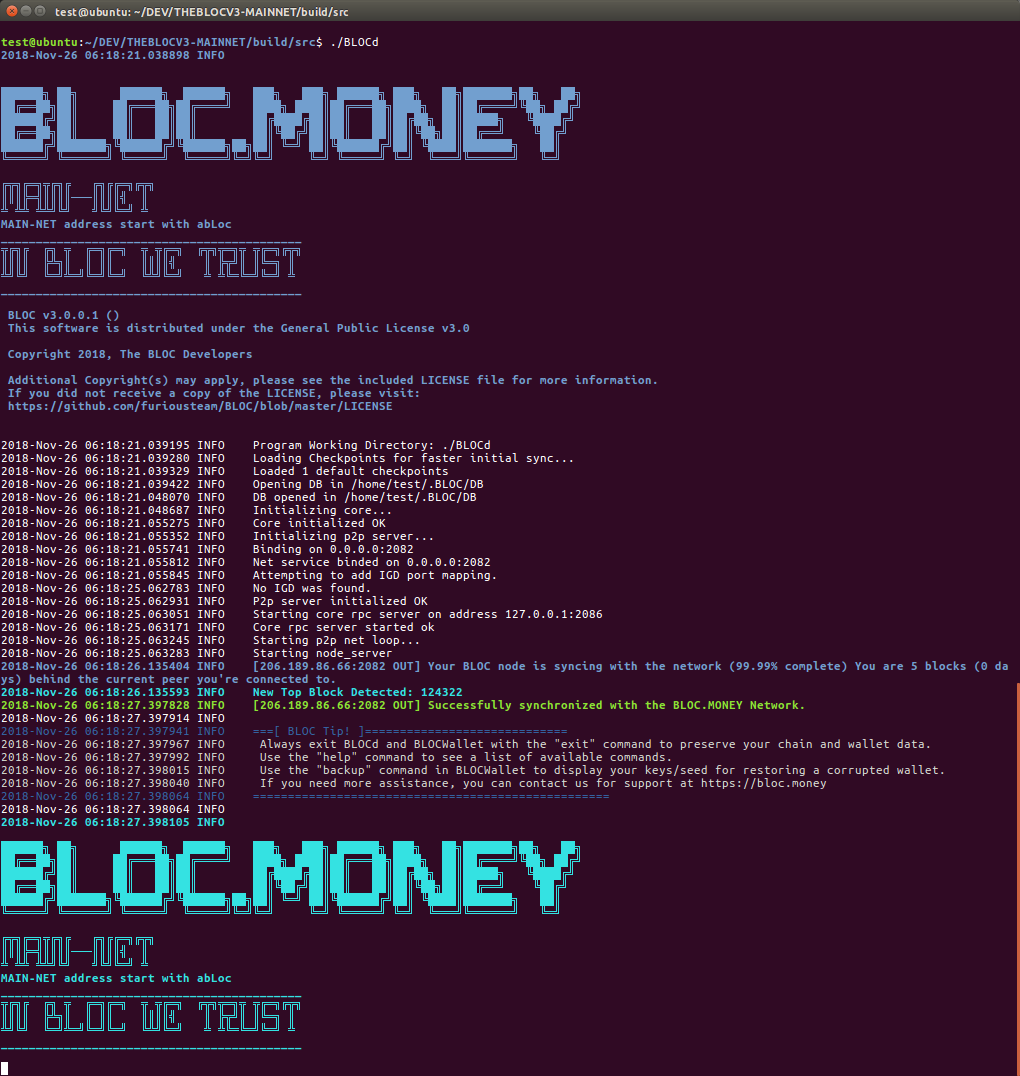 test@ubuntu: ~/DEV/THEBLOCV3-MAINNET/build/src
test@ubuntu:~/DEV/THEBLOCV3-MAINNET/build/src$ ./BLOCd
2018-Nov-26 06:18:21.038898 INFO
BLOC.MONEY
MAIN-NET
MAIN-NET address start with abLoc
IN BLOC WE TRUST
BLOC v3.0.0.1 ()
This software is distributed under the General Public License v3.0
Copyright 2018, The BLOC Developers
Additional Copyright(s) may apply, please see the included LICENSE file for more information.
If you did not receive a copy of the LICENSE, please visit:
https://github.com/furiousteam/BLOC/blob/master/LICENSE
2018-Nov-26 06:18:21.039195 INFO    Program Working Directory: ./BLOCd
2018-Nov-26 06:18:21.039280 INFO    Loading Checkpoints for faster initial sync...
2018-Nov-26 06:18:21.039329 INFO    Loaded 1 default checkpoints
2018-Nov-26 06:18:21.039422 INFO    Opening DB in /home/test/.BLOC/DB
2018-Nov-26 06:18:21.048070 INFO    DB opened in /home/test/.BLOC/DB
2018-Nov-26 06:18:21.048687 INFO    Initializing core...
2018-Nov-26 06:18:21.055275 INFO    Core initialized OK
2018-Nov-26 06:18:21.055352 INFO    Initializing p2p server...
2018-Nov-26 06:18:21.055741 INFO    Binding on 0.0.0.0:2082
2018-Nov-26 06:18:21.055812 INFO    Net service binded on 0.0.0.0:2082
2018-Nov-26 06:18:21.055845 INFO    Attempting to add IGD port mapping.
2018-Nov-26 06:18:25.062783 INFO    No IGD was found.
2018-Nov-26 06:18:25.062931 INFO    P2p server initialized OK
2018-Nov-26 06:18:25.063051 INFO    Starting core rpc server on address 127.0.0.1:2086
2018-Nov-26 06:18:25.063171 INFO    Core rpc server started ok
2018-Nov-26 06:18:25.063245 INFO    Starting p2p net loop...
2018-Nov-26 06:18:25.063283 INFO    Starting node_server
2018-Nov-26 06:18:26.135404 INFO    [206.189.86.66:2082 OUT] Your BLOC node is syncing with the network (99.99% complete) You are 5 blocks (0 da
ys) behind the current peer you're connected to.
2018-Nov-26 06:18:26.135593 INFO    New Top Block Detected: 124322
2018-Nov-26 06:18:27.397828 INFO    [206.189.86.66:2082 OUT] Successfully synchronized with the BLOC.MONEY Network.
2018-Nov-26 06:18:27.397914 INFO
2018-Nov-26 06:18:27.397941 INFO    ===[ BLOC Tip! ]=============================
2018-Nov-26 06:18:27.397967 INFO     Always exit BLOCd and BLOCWallet with the "exit" command to preserve your chain and wallet data.
2018-Nov-26 06:18:27.397992 INFO     Use the "help" command to see a list of available commands.
2018-Nov-26 06:18:27.398015 INFO     Use the "backup" command in BLOCWallet to display your keys/seed for restoring a corrupted wallet.
2018-Nov-26 06:18:27.398040 INFO     If you need more assistance, you can contact us for support at https://bloc.money
2018-Nov-26 06:18:27.398064 INFO    ===================================================
2018-Nov-26 06:18:27.398064 INFO
2018-Nov-26 06:18:27.398105 INFO
BLOC.MONEY
MAIN-NET
MAIN-NET address start with abLoc
IN BLOC WE TRUST